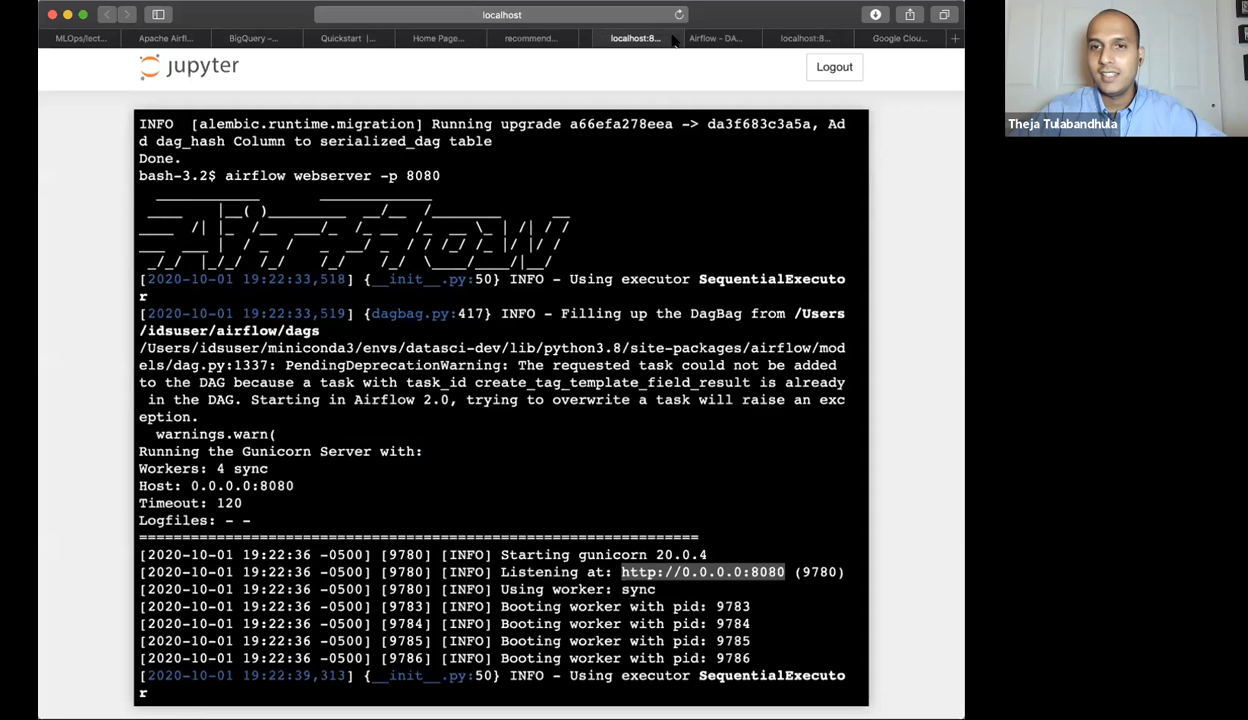 localhost
MLOps/lect...
Apache Airfl...
BigQuery –...
Quickstart |...
Home Page...
recommend...
localhost:8...
Airflow - DA...
localhost:8...
Google Clou...
jupyter
Logout
Theja Tulabandhula
INFO [alembic.runtime.migration] Running upgrade a66efa278eea -> da3f683c3a5a, Ad
d dag_hash Column to serialized_dag table
Done.
bash-3.2$ airflow webserver -p 8080
Airflow
[2020-10-01 19:22:33,518] {__init__.py:50} INFO - Using executor SequentialExecuto
r
[2020-10-01 19:22:33,519] {dagbag.py:417} INFO - Filling up the DagBag from /Users
/idsuser/airflow/dags
/Users/idsuser/miniconda3/envs/datasci-dev/lib/python3.8/site-packages/airflow/mod
els/dag.py:1337: PendingDeprecationWarning: The requested task could not be added
to the DAG because a task with task_id create_tag_template_field_result is already
in the DAG. Starting in Airflow 2.0, trying to overwrite a task will raise an exc
eption.
warnings.warn(
Running the Gunicorn Server with:
Workers: 4 sync
Host: 0.0.0.0:8080
Timeout: 120
Logfiles: - -
=================================================================
[2020-10-01 19:22:36 -0500] [9780] [INFO] Starting gunicorn 20.0.4
[2020-10-01 19:22:36 -0500] [9780] [INFO] Listening at: http://0.0.0.0:8080 (9780)
[2020-10-01 19:22:36 -0500] [9780] [INFO] Using worker: sync
[2020-10-01 19:22:36 -0500] [9783] [INFO] Booting worker with pid: 9783
[2020-10-01 19:22:36 -0500] [9784] [INFO] Booting worker with pid: 9784
[2020-10-01 19:22:36 -0500] [9785] [INFO] Booting worker with pid: 9785
[2020-10-01 19:22:36 -0500] [9786] [INFO] Booting worker with pid: 9786
[2020-10-01 19:22:39,313] {__init__.py:50} INFO - Using executor SequentialExecuto
r